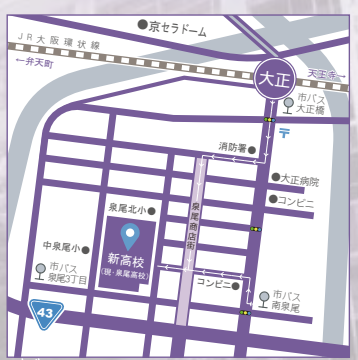 京セラドーム
JR大阪環状線
←弁天町
大正
天王寺→
市バス
大正橋
〒
消防署
大正病院
コンビニ
泉尾北小
泉尾商店街
新高校
(現・泉尾高校)
中泉尾小
市バス
泉尾3丁目
コンビニ
市バス
南泉尾
43